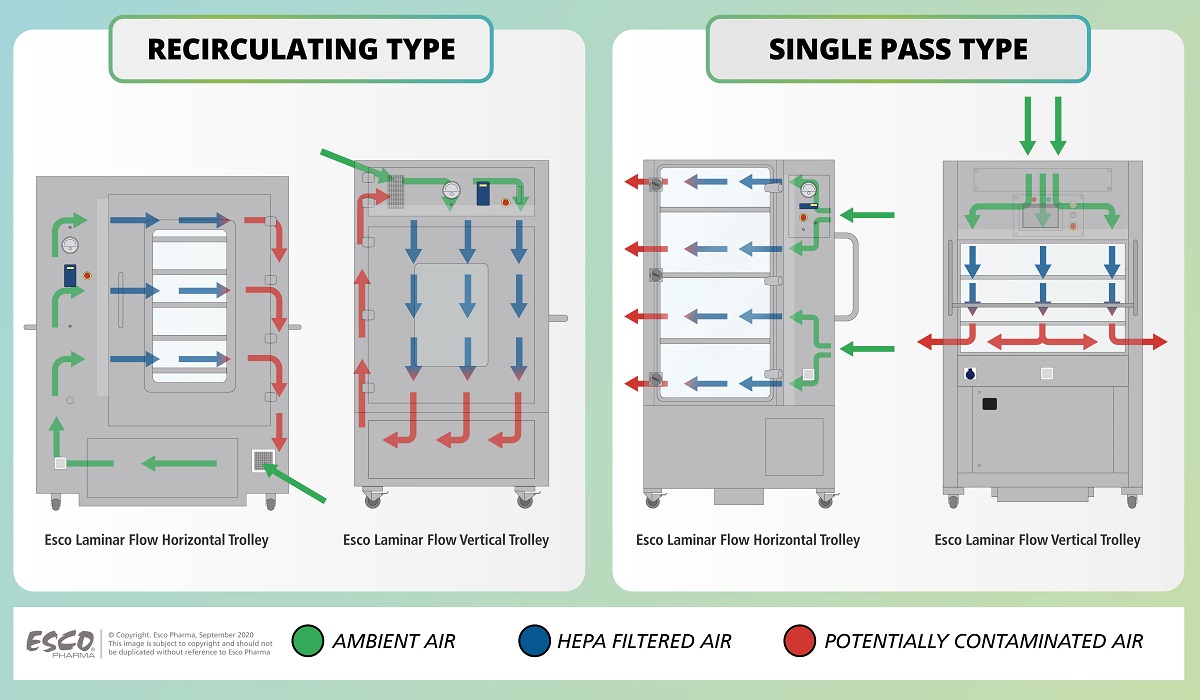 RECIRCULATING TYPE
SINGLE PASS TYPE
Esco Laminar Flow Horizontal Trolley
Esco Laminar Flow Vertical Trolley
Esco Laminar Flow Horizontal Trolley
Esco Laminar Flow Vertical Trolley
ESCO®
PHARMA
© Copyright. Esco Pharma, September 2020
This image is subject to copyright and should not
be duplicated without reference to Esco Pharma
AMBIENT AIR
HEPA FILTERED AIR
POTENTIALLY CONTAMINATED AIR